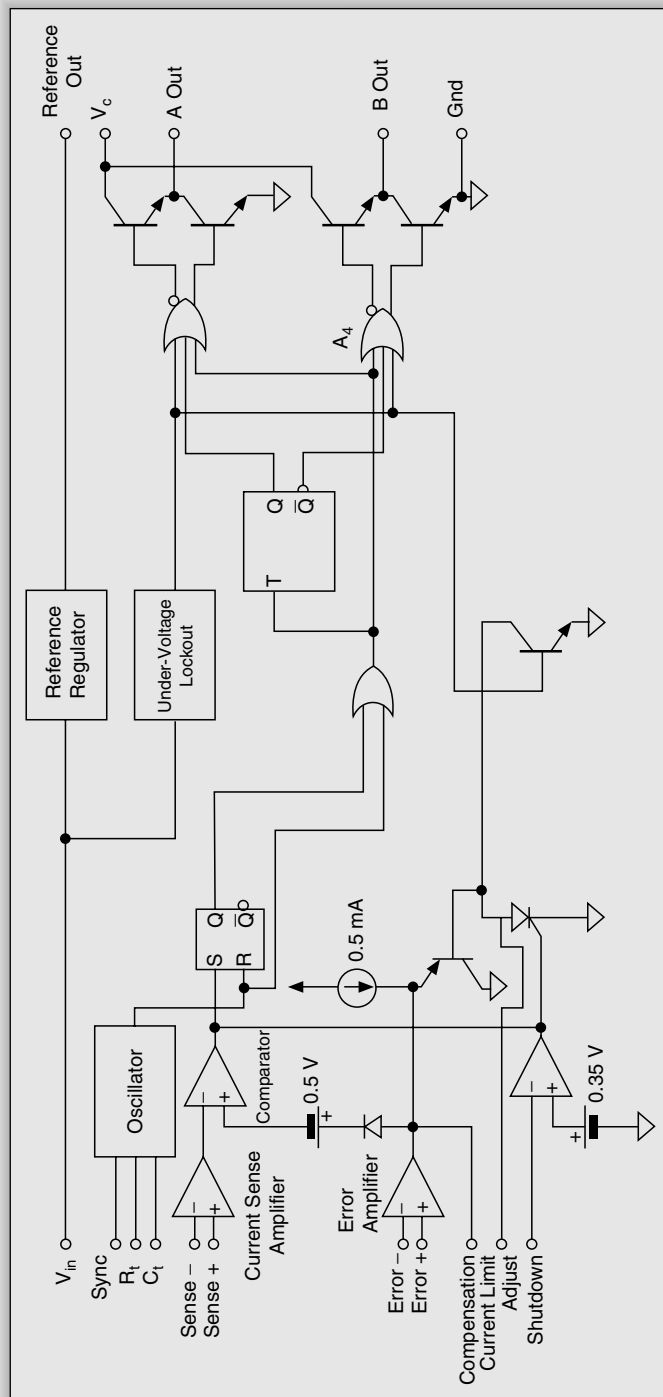 V_in
Sync
R_t
C_t
Sense −
Sense +
Current Sense
Amplifier
Error −
Error +
Error
Amplifier
Compensation
Current Limit
Adjust
Shutdown
Oscillator
−
+
Comparator
−
+
0.5 V
+
−
+
−
+
0.35 V
+
S
R
Q
Q̅
0.5 mA
Reference
Regulator
Under-Voltage
Lockout
T
Q
Q̅
A_4
Reference
Out
V_c
A Out
B Out
Gnd